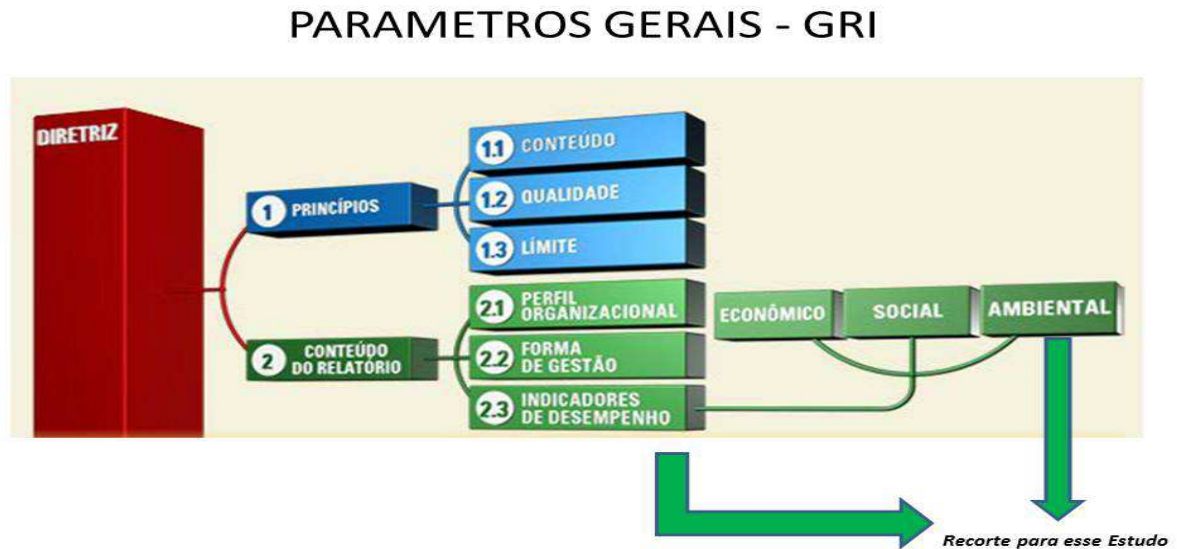 PARAMETROS GERAIS - GRI
DIRETRIZ
1 PRINCÍPIOS
1.1 CONTEÚDO
1.2 QUALIDADE
1.3 LÍMITE
2 CONTEÚDO
DO RELATÓRIO
2.1 PERFIL
ORGANIZACIONAL
2.2 FORMA
DE GESTÃO
2.3 INDICADORES
DE DESEMPENHO
ECONÔMICO
SOCIAL
AMBIENTAL
Recorte para esse Estudo